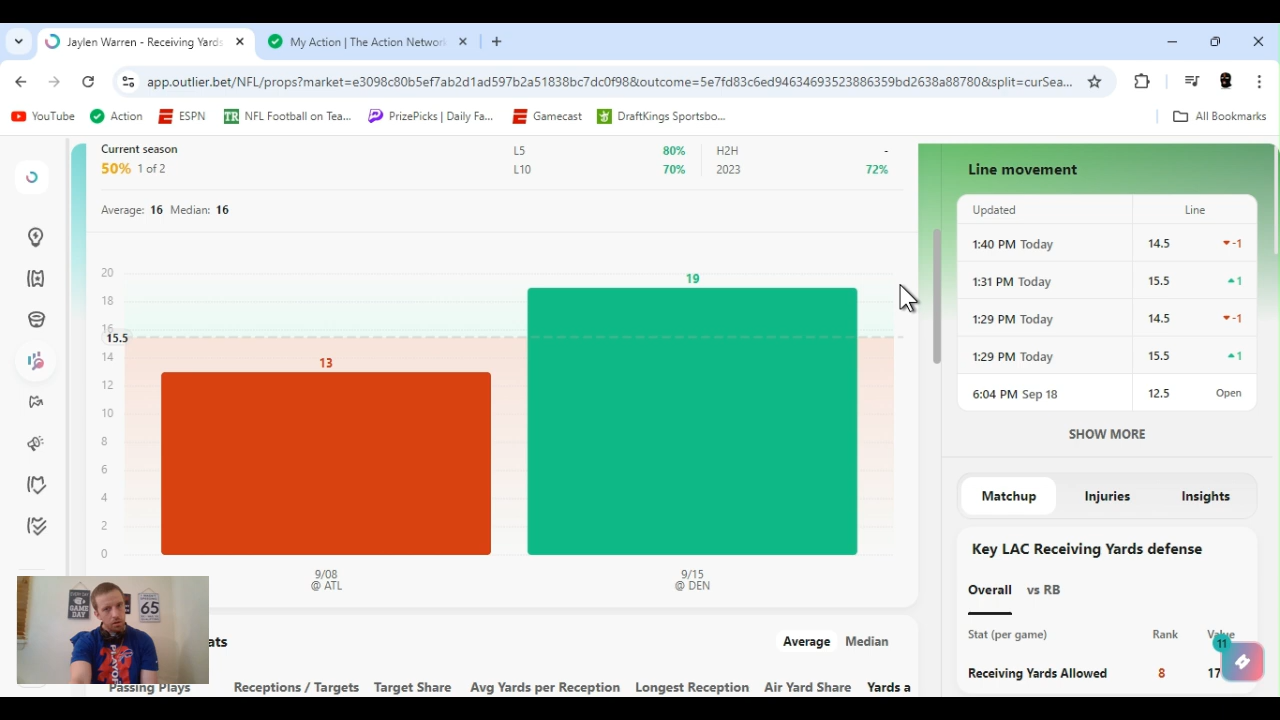 Jaylen Warren - Receiving Yards
My Action | The Action Network
app.outlier.bet/NFL/props?market=e3098c80b5ef7ab2d1ad597b2a51838bc7dc0f98&outcome=5e7fd83c6ed94634693523886359bd2638a88780&split=curSea...
YouTube Action ESPN NFL Football on Tea... PrizePicks | Daily Fa... Gamecast DraftKings Sportsbo... All Bookmarks
Current season
50% 1 of 2
L5 80% H2H -
L10 70% 2023 72%
Average: 16 Median: 16
20
18
16
15.5
14
12
10
8
6
4
2
0
13
19
9/08
@ ATL
9/15
@ DEN
Line movement
Updated Line
1:40 PM Today 14.5 -1
1:31 PM Today 15.5 1
1:29 PM Today 14.5 -1
1:29 PM Today 15.5 1
6:04 PM Sep 18 12.5 Open
SHOW MORE
Matchup Injuries Insights
Key LAC Receiving Yards defense
Overall vs RB
Stat (per game) Rank Value
Receiving Yards Allowed 8 17
11
Average Median
Passing Plays Receptions / Targets Target Share Avg Yards per Reception Longest Reception Air Yard Share Yards a
GAME DAY
65
PLAYOF